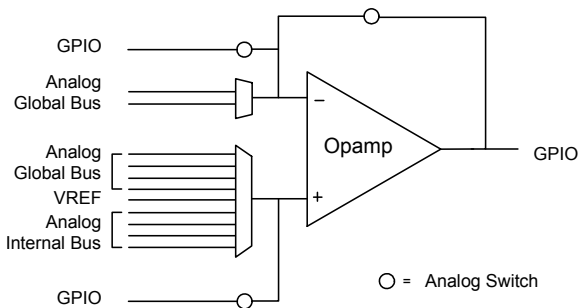 GPIO
Analog
Global Bus
−
Opamp
GPIO
Analog
Global Bus
VREF
+
Analog
Internal Bus
GPIO
= Analog Switch